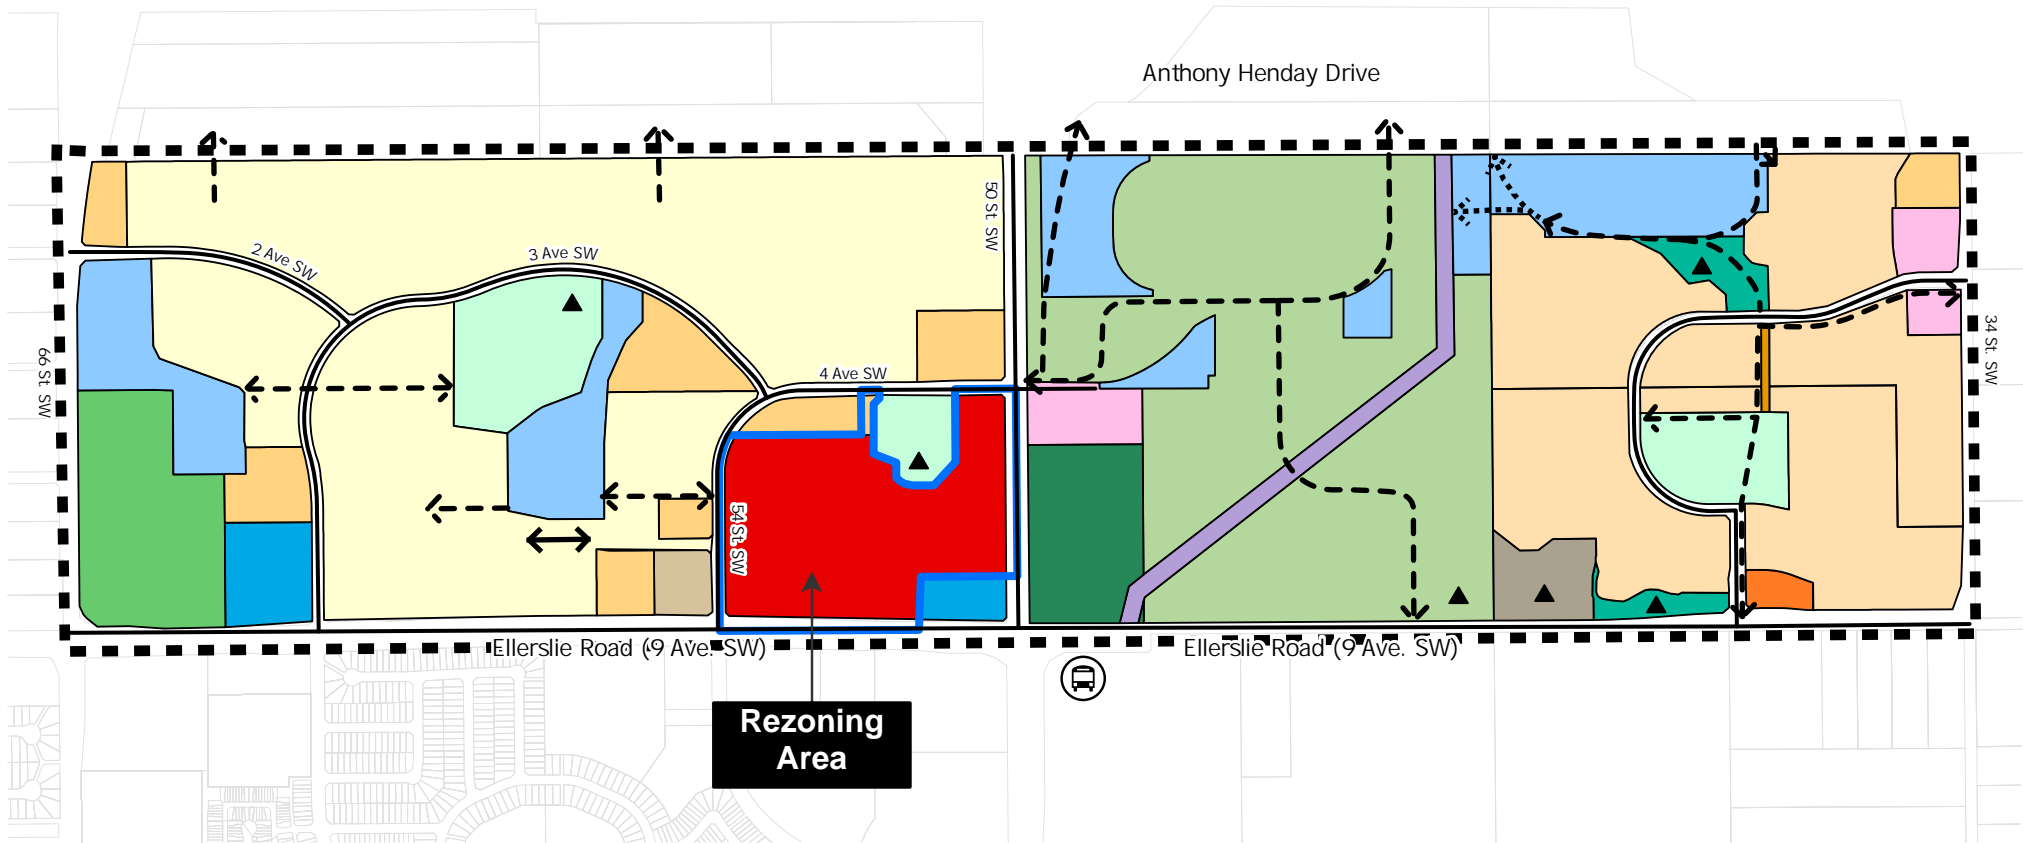 Anthony Henday Drive
50 St SW
2 Ave SW
3 Ave SW
66 St. SW
4 Ave SW
34 St. SW
54 St. SW
Ellerslie Road (9 Ave. SW)
Ellerslie Road (9 Ave. SW)
Rezoning
Area